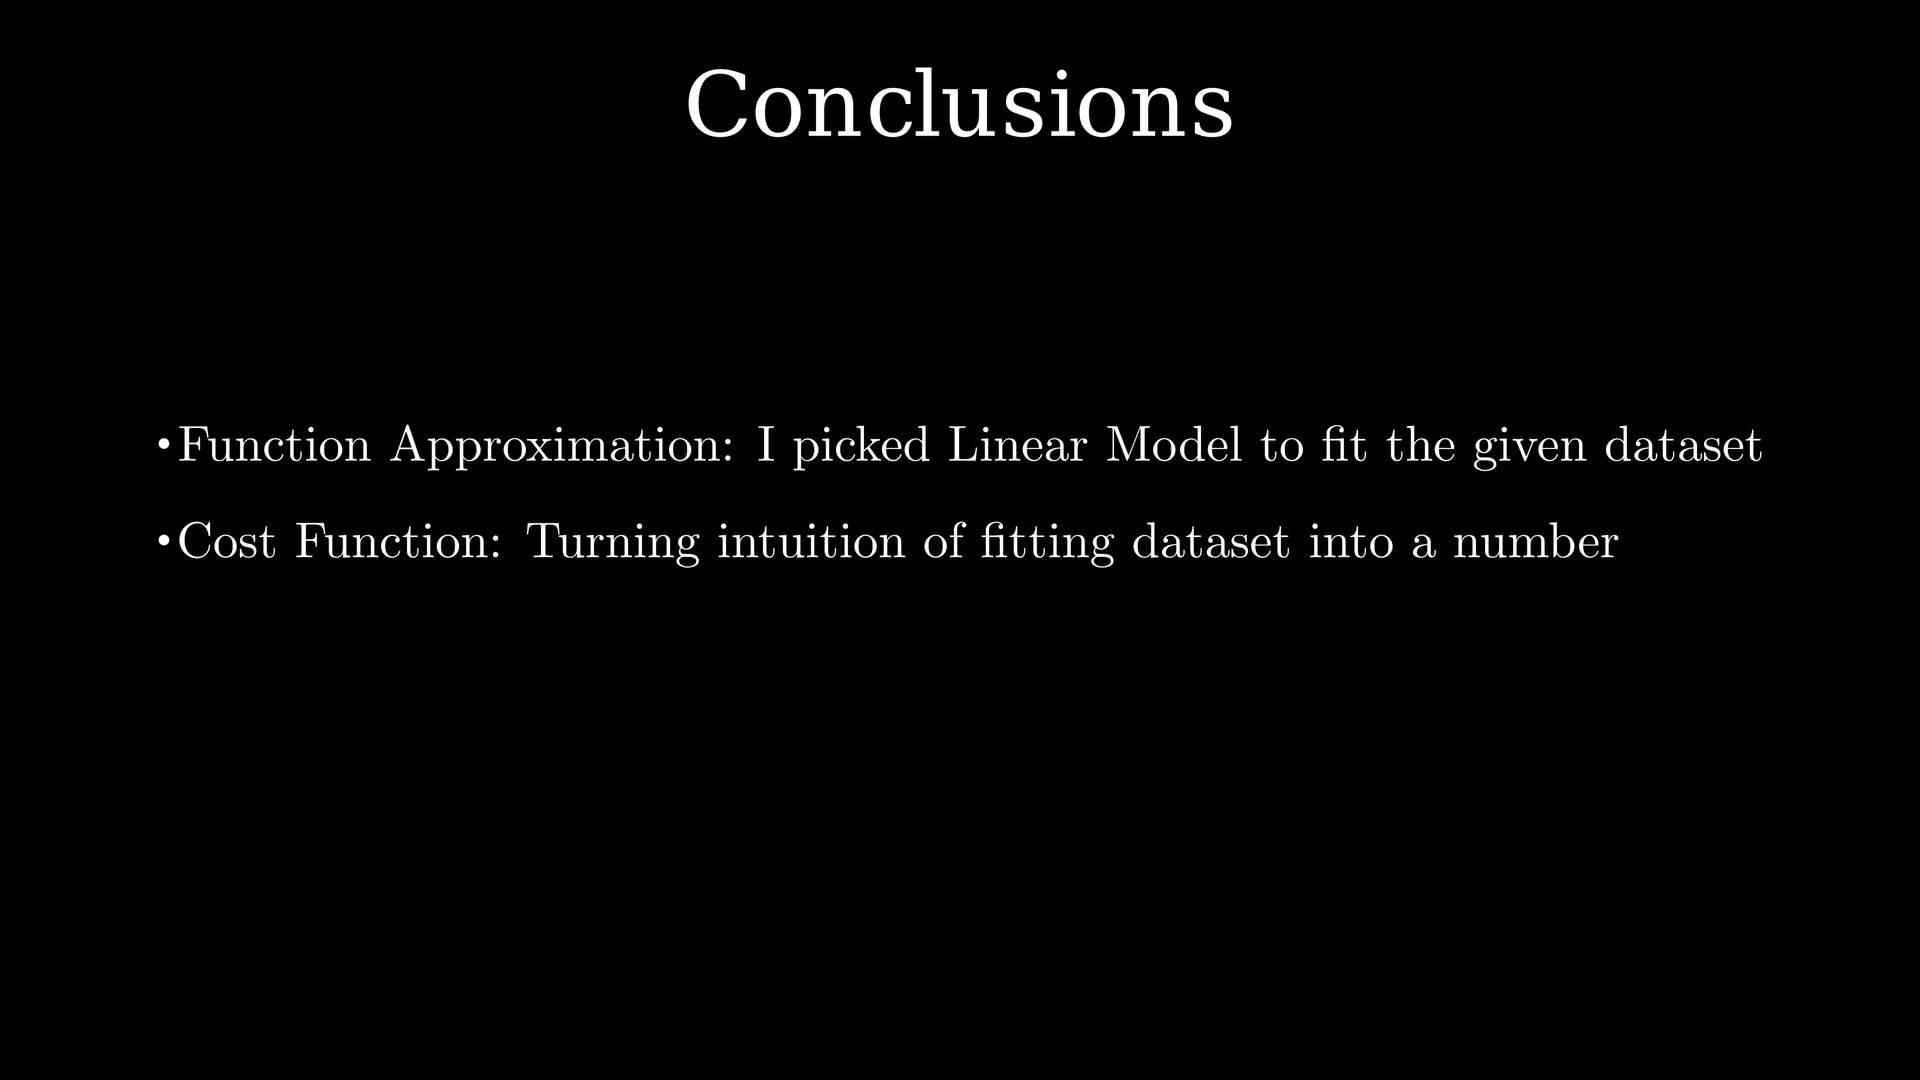 Conclusions
•Function Approximation: I picked Linear Model to fit the given dataset
•Cost Function: Turning intuition of fitting dataset into a number